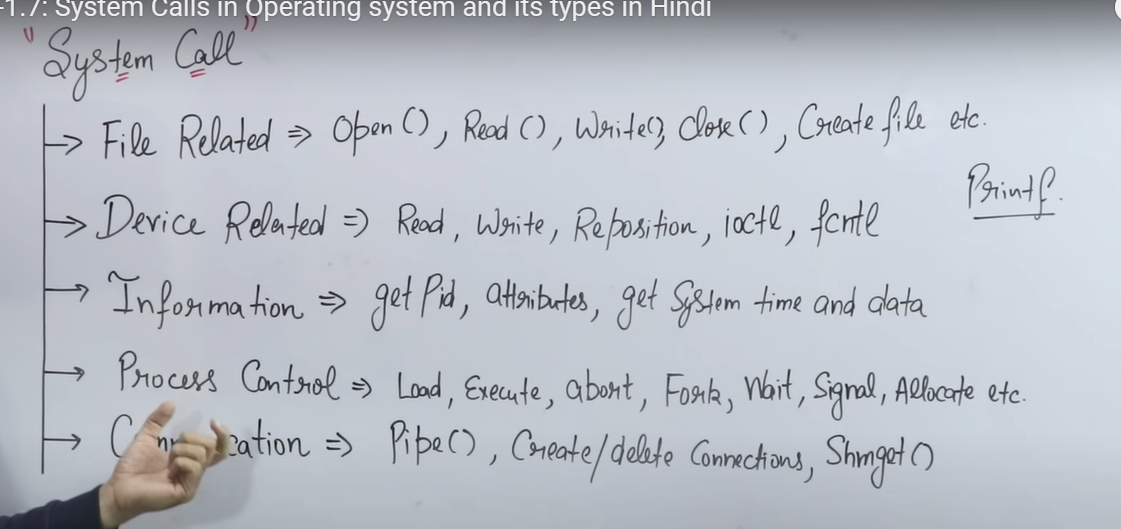 -1.7: System Calls in Operating system and its types in Hindi
"System Call"
→ File Related ⇒ Open (), Read (), Write(), Close (), Create file etc.
Printf.
→ Device Related ⇒ Read, Write, Reposition, ioctl, fcntl
→ Information ⇒ get Pid, attributes, get System time and data
→ Process Control ⇒ Load, Execute, abort, Fork, Wait, Signal, Allocate etc.
→ ⇒ Pipe(), Create/delete Connections, Shmget()